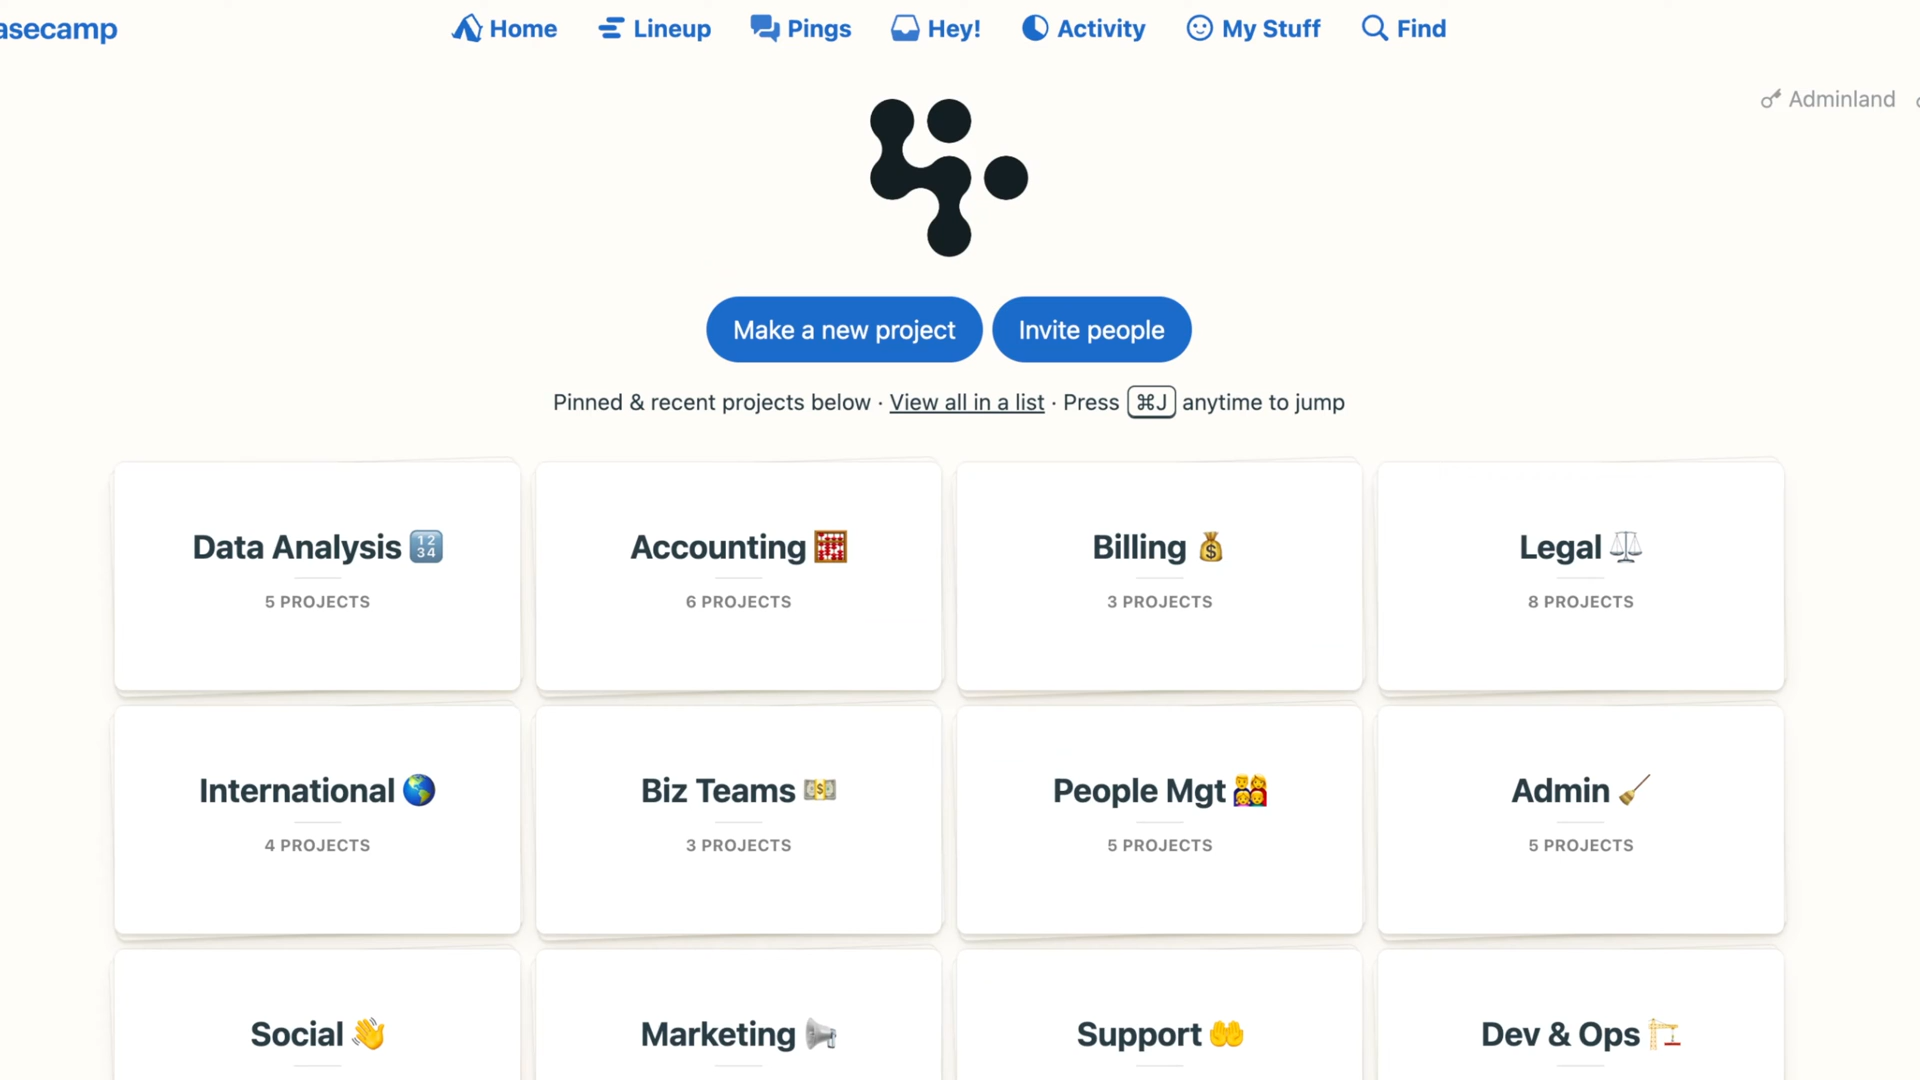 asecamp
Home Lineup Pings Hey! Activity My Stuff Find
Adminland
Make a new project Invite people
Pinned & recent projects below · View all in a list · Press ⌘J anytime to jump
Data Analysis 🔢 Accounting 🧮 Billing 💰 Legal ⚖️
5 PROJECTS 6 PROJECTS 3 PROJECTS 8 PROJECTS
International 🌎 Biz Teams 💵 People Mgt 👨‍👩‍👧‍👦 Admin 🧹
4 PROJECTS 3 PROJECTS 5 PROJECTS 5 PROJECTS
Social 👋 Marketing 📢 Support 🤲 Dev & Ops 🏗️